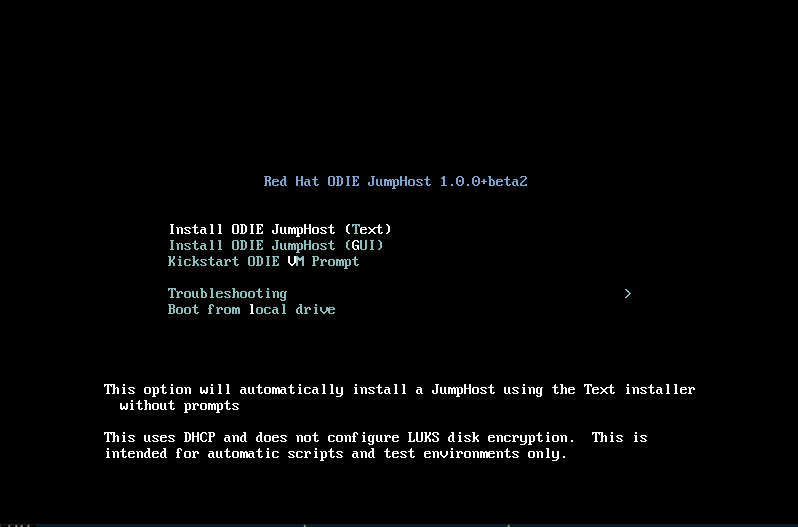 Red Hat ODIE JumpHost 1.0.0+beta2
Install ODIE JumpHost (Text)
Install ODIE JumpHost (GUI)
Kickstart ODIE VM Prompt
Troubleshooting >
Boot from local drive
This option will automatically install a JumpHost using the Text installer
without prompts
This uses DHCP and does not configure LUKS disk encryption. This is
intended for automatic scripts and test environments only.